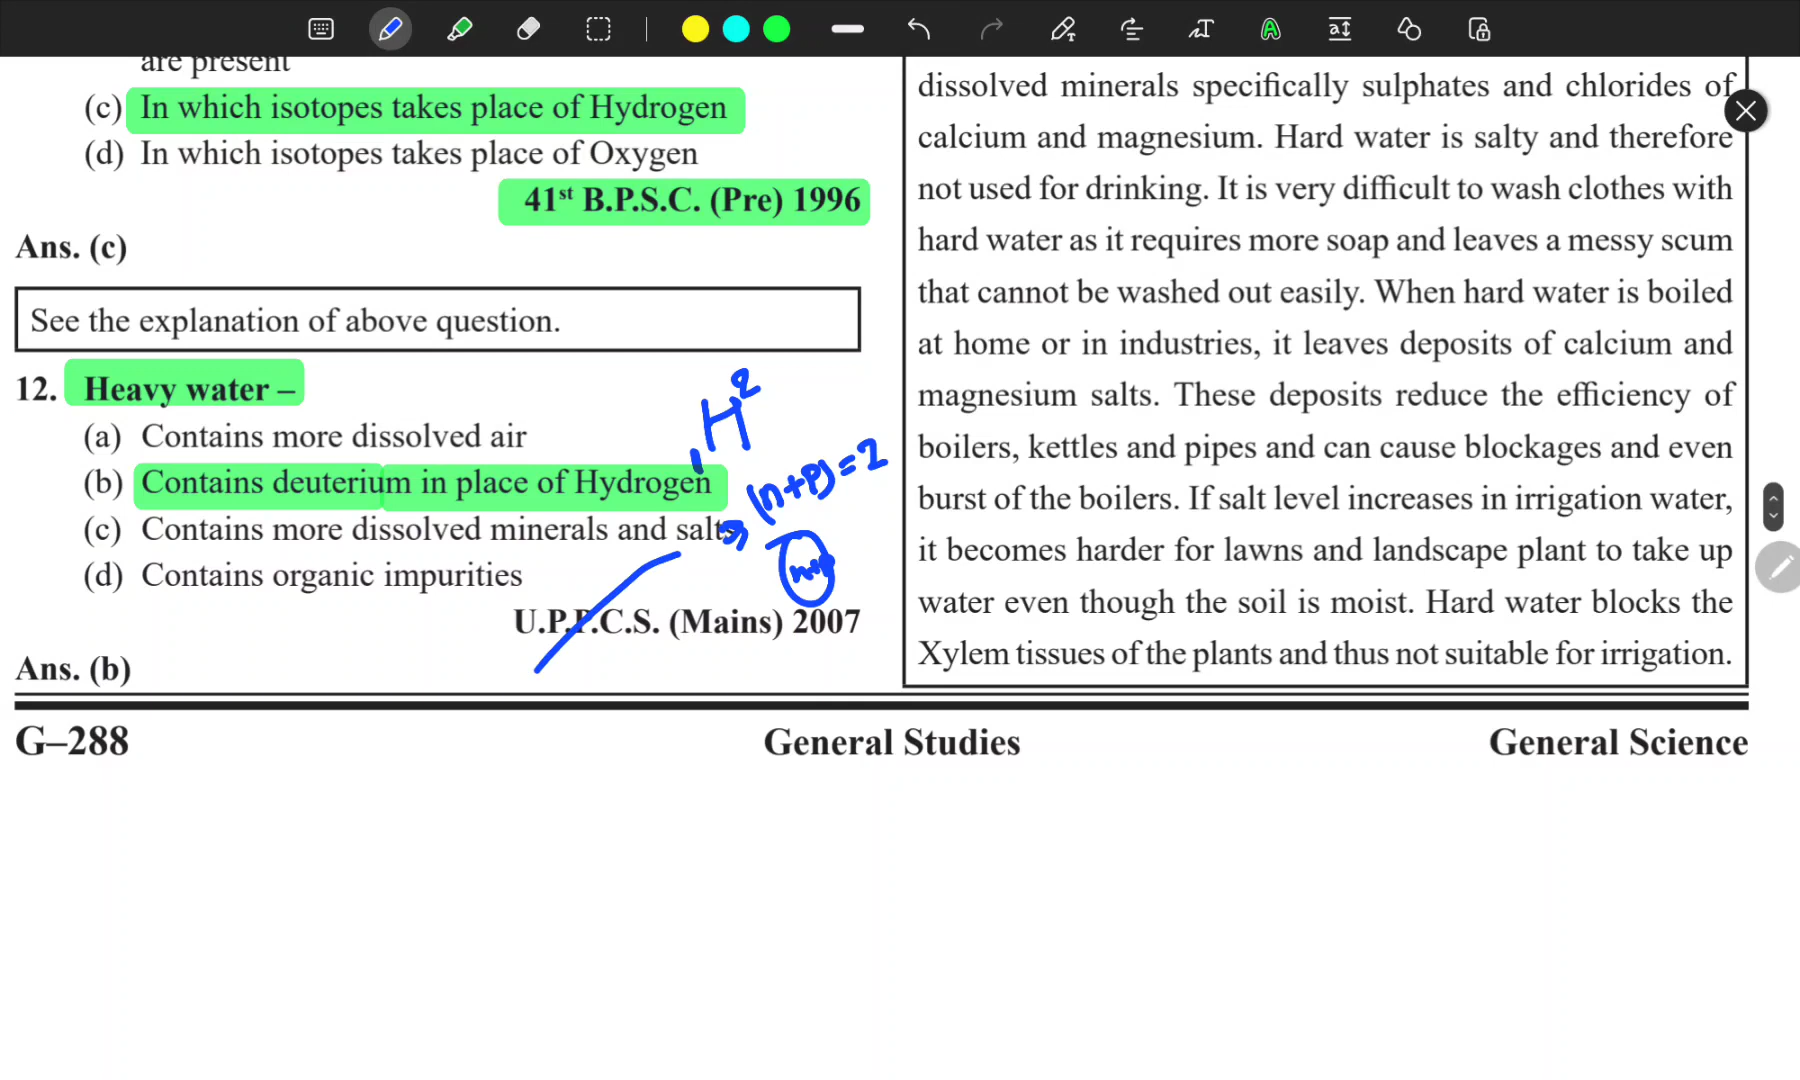 are present
(c) In which isotopes takes place of Hydrogen
(d) In which isotopes takes place of Oxygen
41st B.P.S.C. (Pre) 1996
Ans. (c)
See the explanation of above question.
12. Heavy water –
(a) Contains more dissolved air
(b) Contains deuterium in place of Hydrogen
(c) Contains more dissolved minerals and salts
(d) Contains organic impurities
U.P.P.C.S. (Mains) 2007
Ans. (b)
₁H²
(n+p)=2
n+p
dissolved minerals specifically sulphates and chlorides of
calcium and magnesium. Hard water is salty and therefore
not used for drinking. It is very difficult to wash clothes with
hard water as it requires more soap and leaves a messy scum
that cannot be washed out easily. When hard water is boiled
at home or in industries, it leaves deposits of calcium and
magnesium salts. These deposits reduce the efficiency of
boilers, kettles and pipes and can cause blockages and even
burst of the boilers. If salt level increases in irrigation water,
it becomes harder for lawns and landscape plant to take up
water even though the soil is moist. Hard water blocks the
Xylem tissues of the plants and thus not suitable for irrigation.
G–288 General Studies General Science